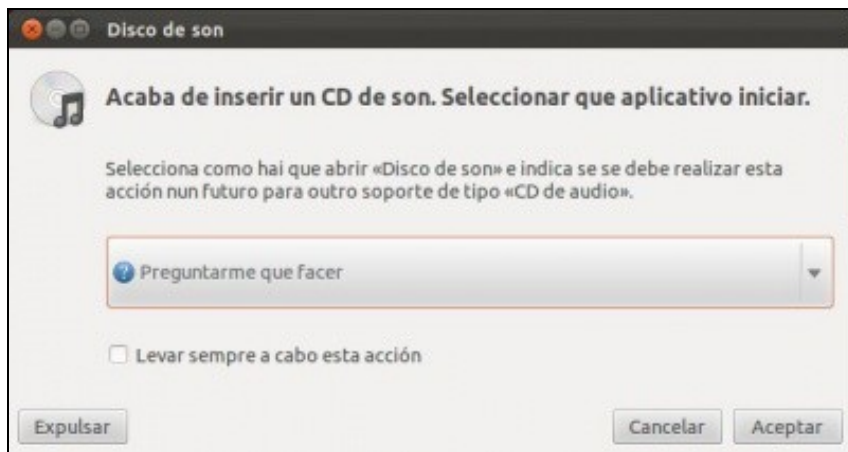 Disco de son
Acaba de inserir un CD de son. Seleccionar que aplicativo iniciar.
Selecciona como hai que abrir «Disco de son» e indica se se debe realizar esta
acción nun futuro para outro soporte de tipo «CD de audio».
Preguntarme que facer
Levar sempre a cabo esta acción
Expulsar
Cancelar
Aceptar